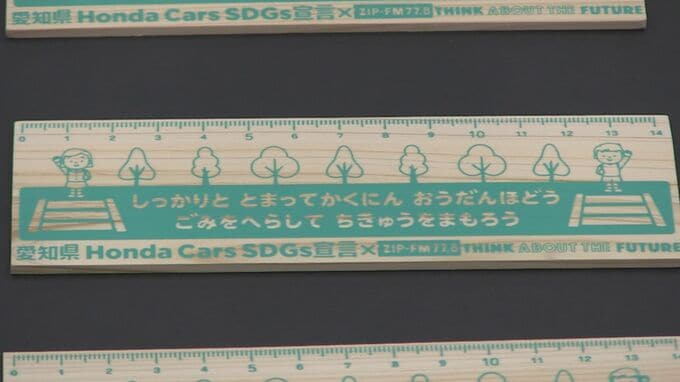 愛知県 Honda Cars SDGs宣言× ZIP-FM 77.8 THINK ABOUT THE FUTURE
0 1 2 3 4 5 6 7 8 9 10 11 12 13 14
しっかりと とまってかくにん おうだんほどう
ごみをへらして ちきゅうをまもろう
愛知県 Honda Cars SDGs宣言× ZIP-FM 77.8 THINK ABOUT THE FUTURE
0 1 2 3 4 5 6 7 8 9 10 11 12 13 14